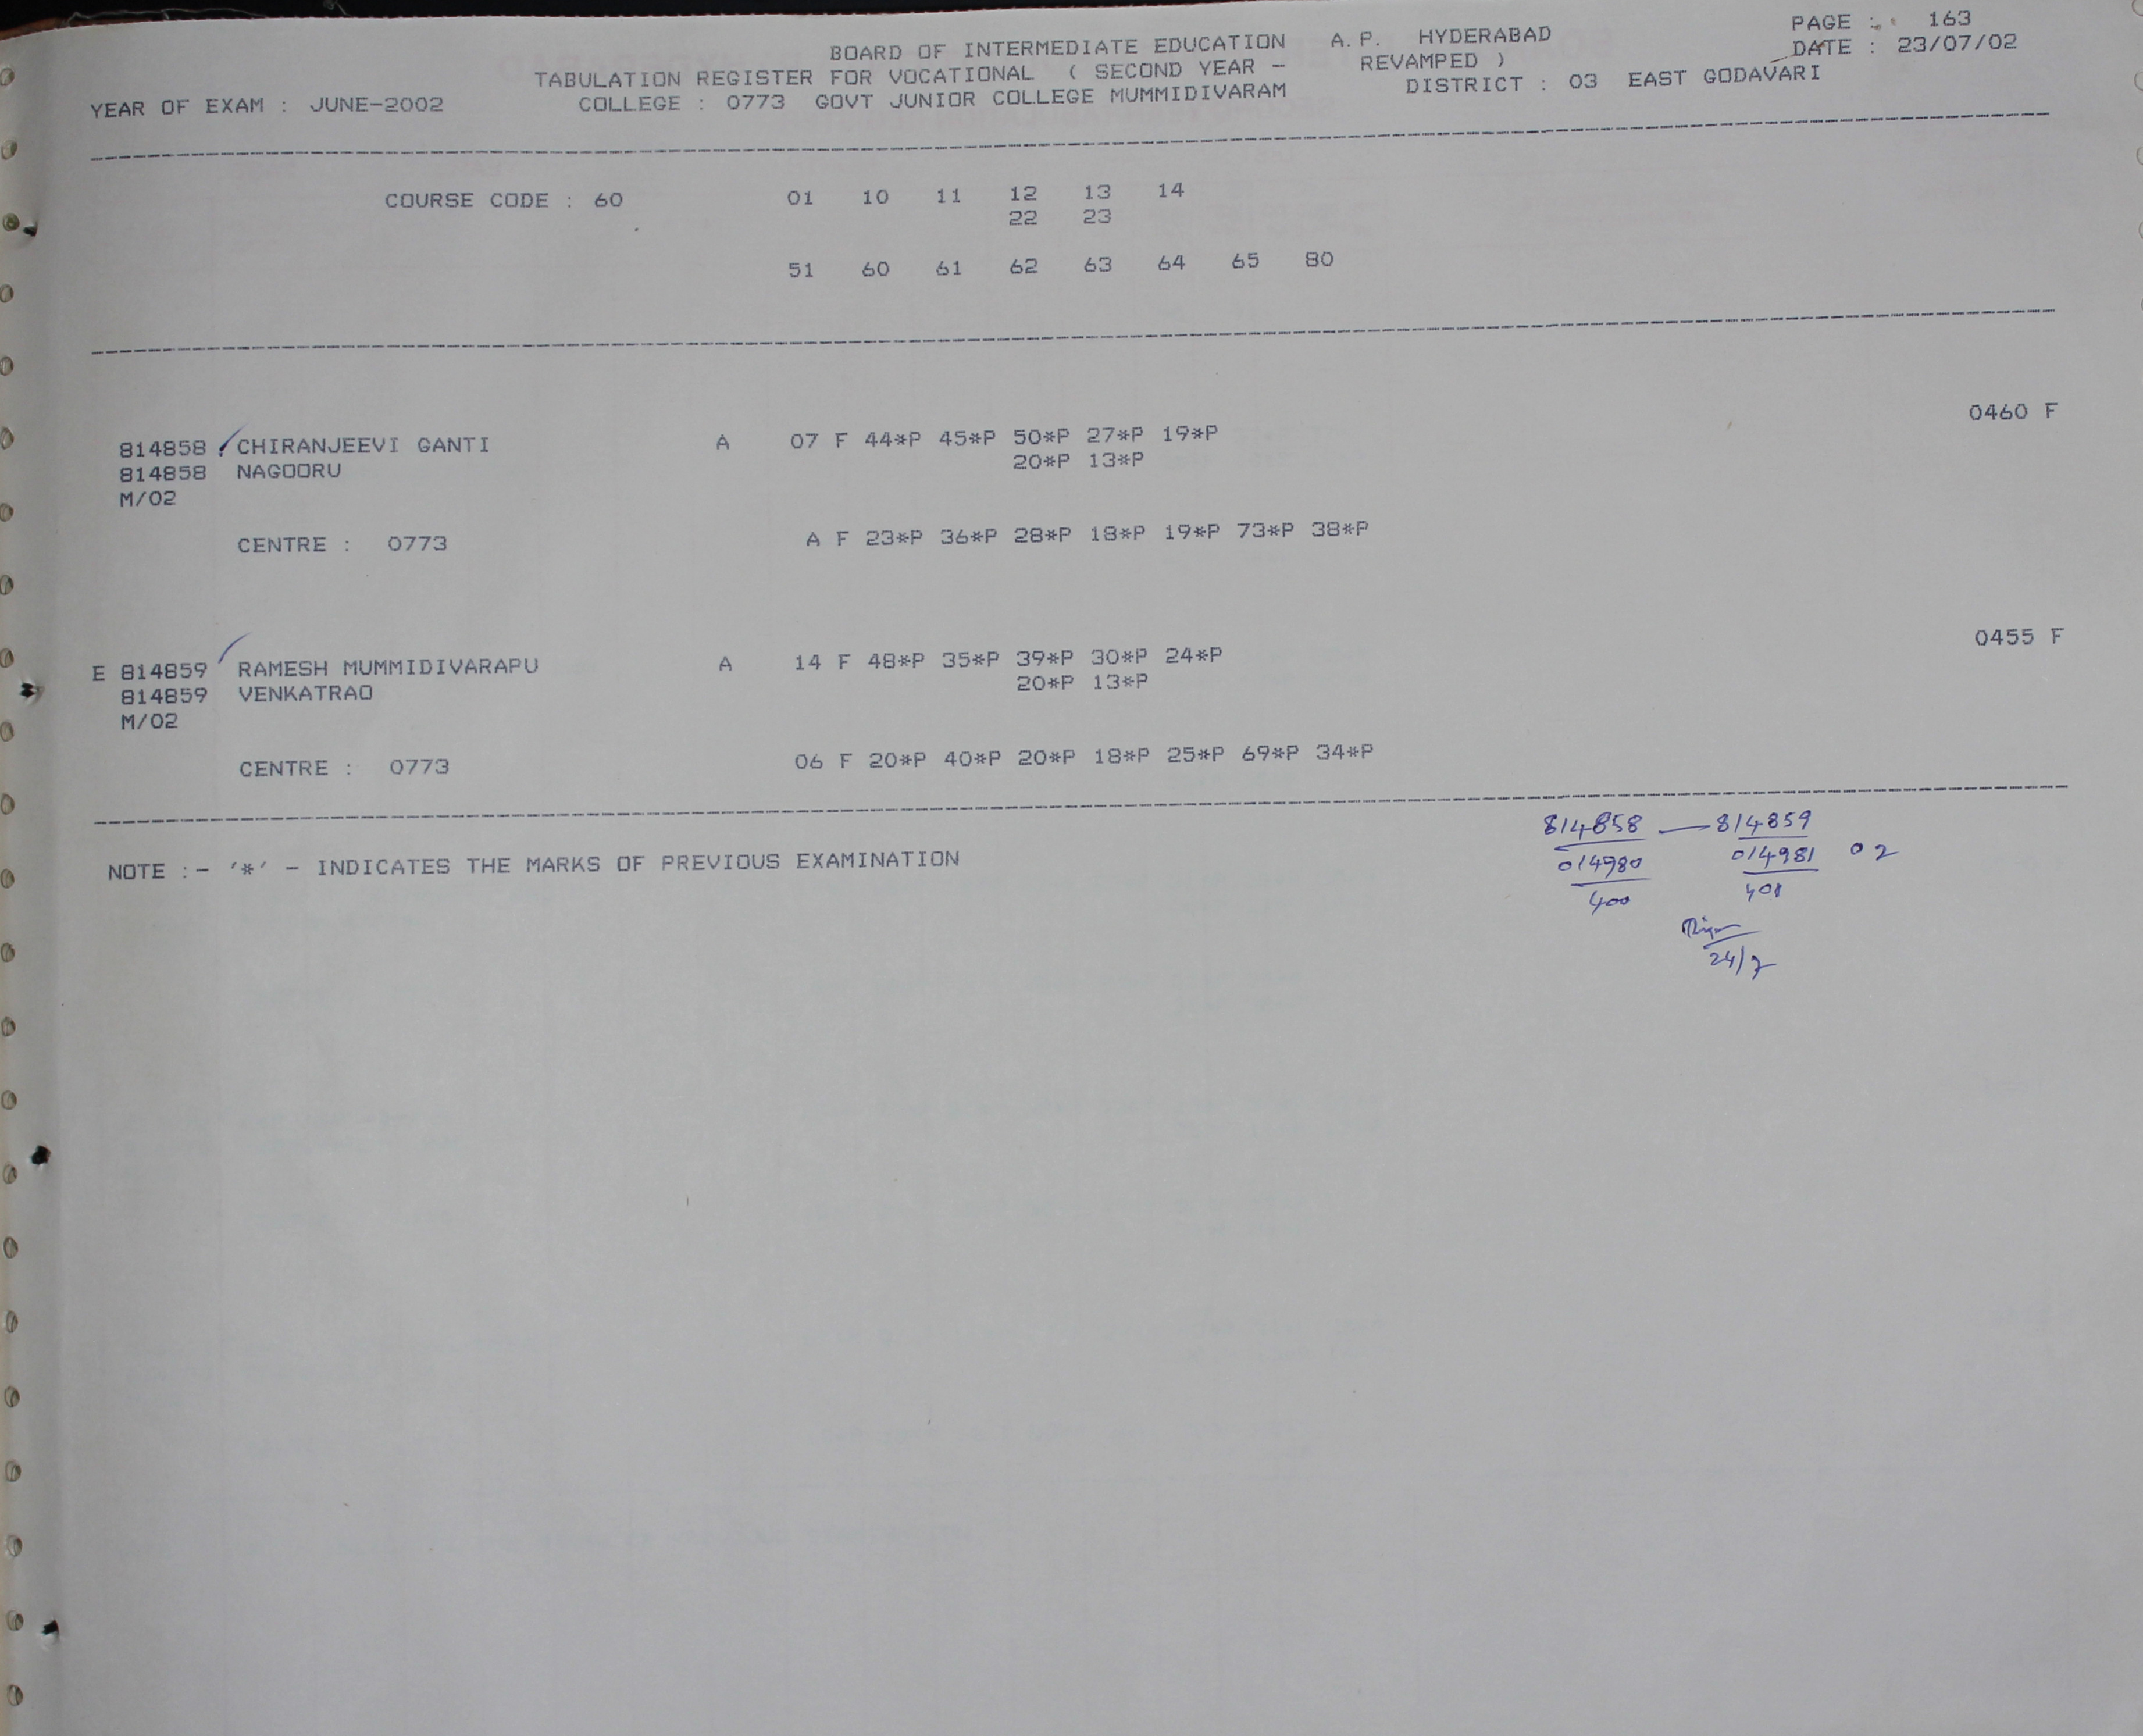 PAGE : 163
BOARD OF INTERMEDIATE EDUCATION A.P. HYDERABAD
DATE : 23/07/02
TABULATION REGISTER FOR VOCATIONAL ( SECOND YEAR - REVAMPED )
YEAR OF EXAM : JUNE-2002 COLLEGE : 0773 GOVT JUNIOR COLLEGE MUMMIDIVARAM DISTRICT : 03 EAST GODAVARI
COURSE CODE : 60 01 10 11 12 13 14
22 23
51 60 61 62 63 64 65 80
0460 F
814858 CHIRANJEEVI GANTI A 07 F 44*P 45*P 50*P 27*P 19*P
814858 NAGOORU 20*P 13*P
M/02
CENTRE : 0773 A F 23*P 36*P 28*P 18*P 19*P 73*P 38*P
0455 F
E 814859 RAMESH MUMMIDIVARAPU A 14 F 48*P 35*P 39*P 30*P 24*P
814859 VENKATRAO 20*P 13*P
M/02
CENTRE : 0773 06 F 20*P 40*P 20*P 18*P 25*P 69*P 34*P
814858 — 814859
014980 014981 02
400 401
NOTE :- '*' - INDICATES THE MARKS OF PREVIOUS EXAMINATION
24/7